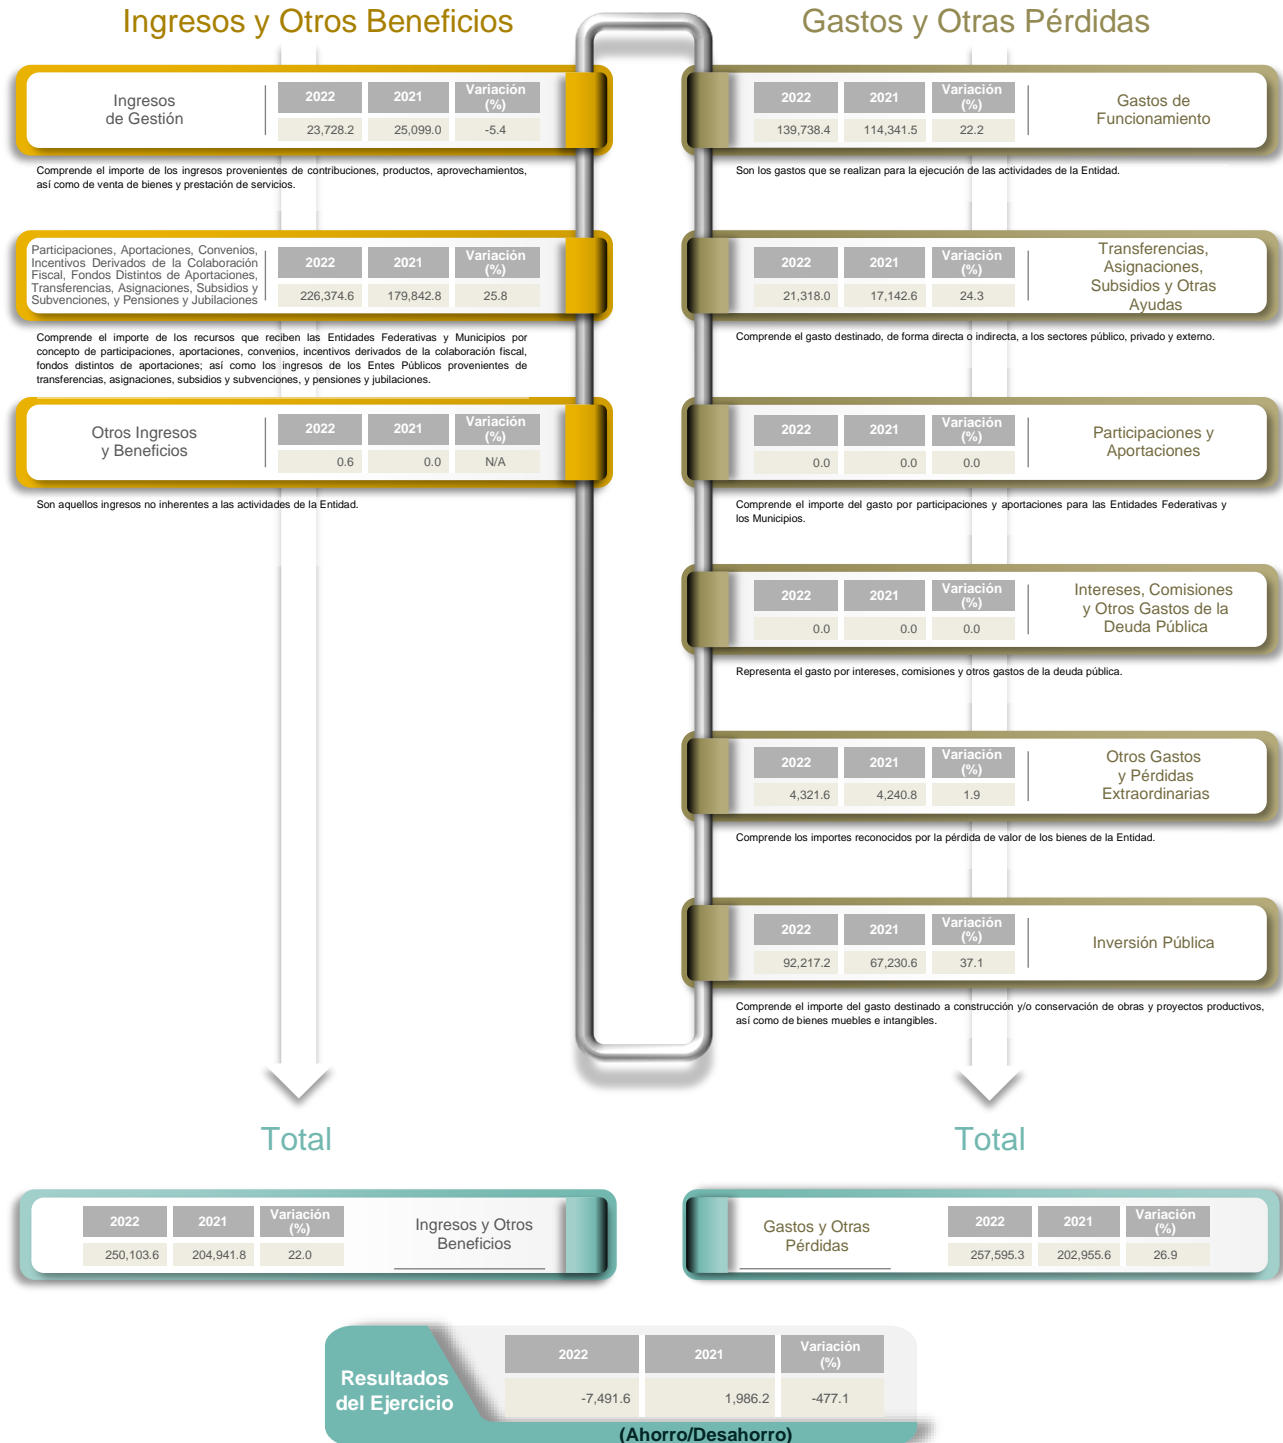 Ingresos y Otros Beneficios
Ingresos
de Gestión
2022 2021 Variación
(%)
23,728.2 25,099.0 -5.4
Comprende el importe de los ingresos provenientes de contribuciones, productos, aprovechamientos,
así como de venta de bienes y prestación de servicios.
Participaciones, Aportaciones, Convenios,
Incentivos Derivados de la Colaboración
Fiscal, Fondos Distintos de Aportaciones,
Transferencias, Asignaciones, Subsidios y
Subvenciones, y Pensiones y Jubilaciones
2022 2021 Variación
(%)
226,374.6 179,842.8 25.8
Comprende el importe de los recursos que reciben las Entidades Federativas y Municipios por
concepto de participaciones, aportaciones, convenios, incentivos derivados de la colaboración fiscal,
fondos distintos de aportaciones; así como los ingresos de los Entes Públicos provenientes de
transferencias, asignaciones, subsidios y subvenciones, y pensiones y jubilaciones.
Otros Ingresos
y Beneficios
2022 2021 Variación
(%)
0.6 0.0 N/A
Son aquellos ingresos no inherentes a las actividades de la Entidad.
Gastos y Otras Pérdidas
2022 2021 Variación
(%)
139,738.4 114,341.5 22.2
Gastos de
Funcionamiento
Son los gastos que se realizan para la ejecución de las actividades de la Entidad.
2022 2021 Variación
(%)
21,318.0 17,142.6 24.3
Transferencias,
Asignaciones,
Subsidios y Otras
Ayudas
Comprende el gasto destinado, de forma directa o indirecta, a los sectores público, privado y externo.
2022 2021 Variación
(%)
0.0 0.0 0.0
Participaciones y
Aportaciones
Comprende el importe del gasto por participaciones y aportaciones para las Entidades Federativas y
los Municipios.
2022 2021 Variación
(%)
0.0 0.0 0.0
Intereses, Comisiones
y Otros Gastos de la
Deuda Pública
Representa el gasto por intereses, comisiones y otros gastos de la deuda pública.
2022 2021 Variación
(%)
4,321.6 4,240.8 1.9
Otros Gastos
y Pérdidas
Extraordinarias
Comprende los importes reconocidos por la pérdida de valor de los bienes de la Entidad.
2022 2021 Variación
(%)
92,217.2 67,230.6 37.1
Inversión Pública
Comprende el importe del gasto destinado a construcción y/o conservación de obras y proyectos productivos,
así como de bienes muebles e intangibles.
Total
2022 2021 Variación
(%)
250,103.6 204,941.8 22.0
Ingresos y Otros
Beneficios
Total
Gastos y Otras
Pérdidas
2022 2021 Variación
(%)
257,595.3 202,955.6 26.9
Resultados
del Ejercicio
2022 2021 Variación
(%)
-7,491.6 1,986.2 -477.1
(Ahorro/Desahorro)